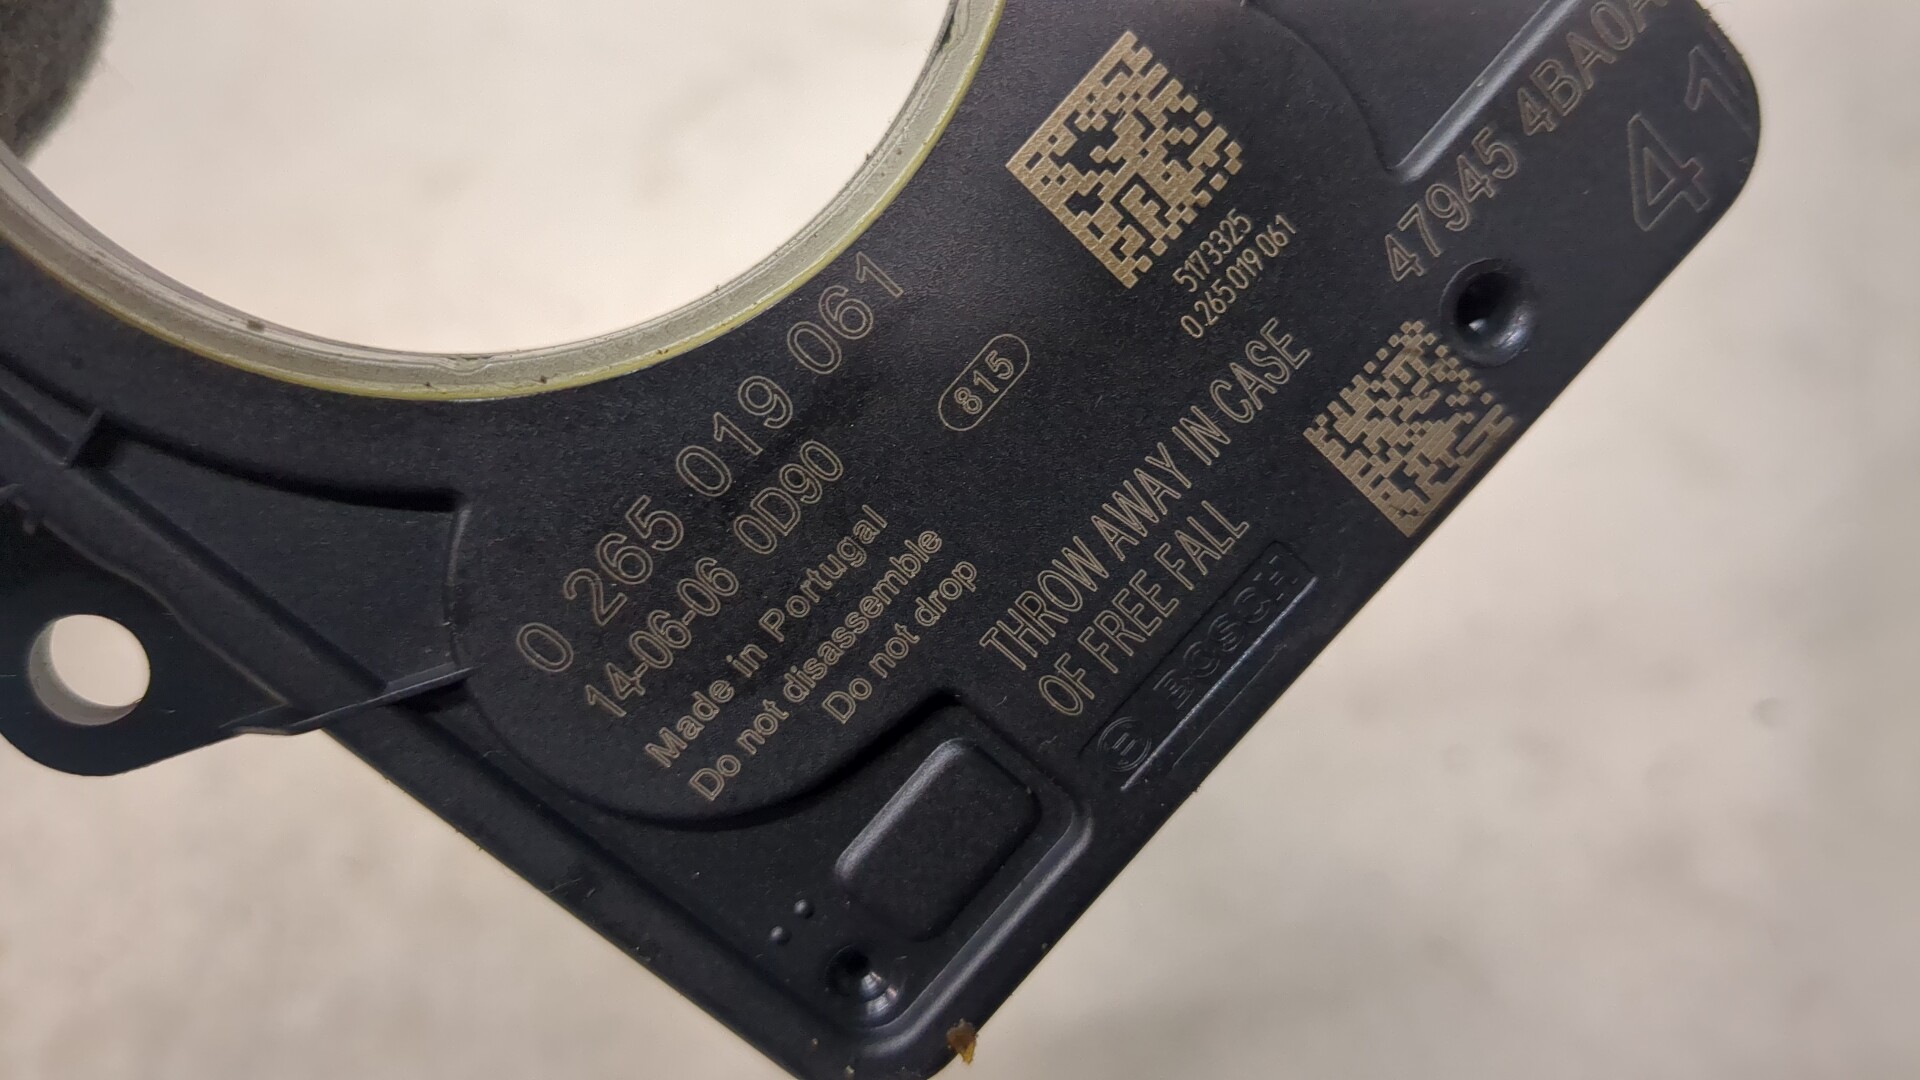 47945 4BA0A
41
5173325
0 265 019 061
815
0 265 019 061
14-06-06 0D90
Made in Portugal
Do not disassemble
Do not drop
THROW AWAY IN CASE
OF FREE FALL
BOSCH